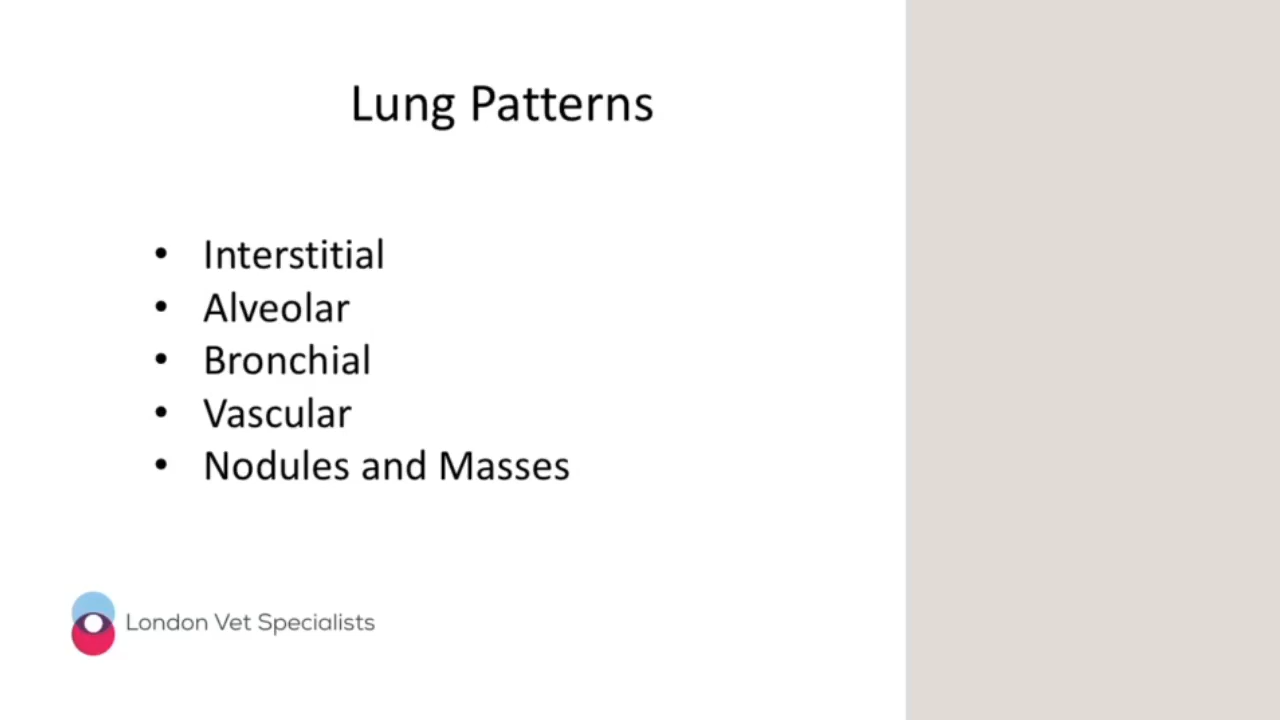 Lung Patterns
• Interstitial
• Alveolar
• Bronchial
• Vascular
• Nodules and Masses
London Vet Specialists